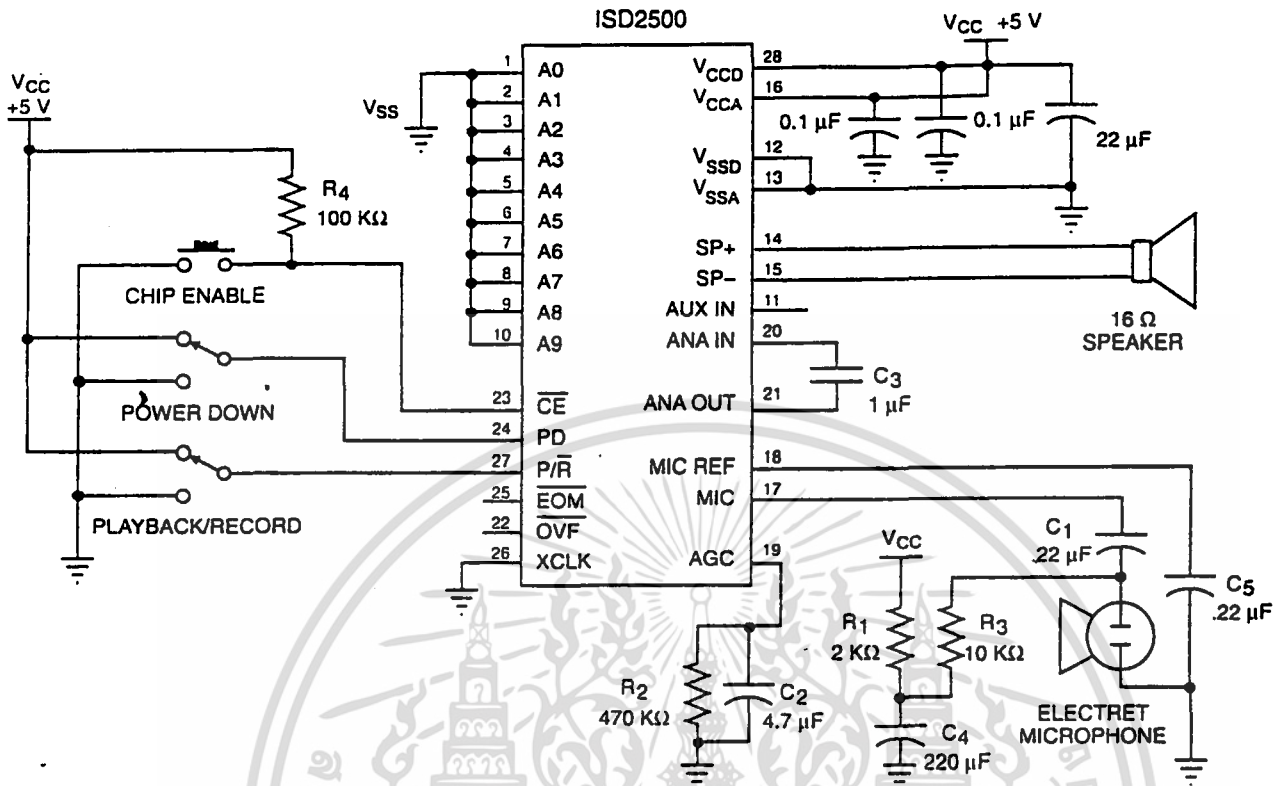 ISD2500
VCC
+5 V
R4
100 KΩ
CHIP ENABLE
POWER DOWN
PLAYBACK/RECORD
VSS
1 A0
2 A1
3 A2
4 A3
5 A4
6 A5
7 A6
8 A7
9 A8
10 A9
23 CE
24 PD
27 P/R
25 EOM
22 OVF
26 XCLK
VCCD 28
VCCA 16
VSSD 12
VSSA 13
SP+ 14
SP– 15
AUX IN 11
ANA IN 20
ANA OUT 21
MIC REF 18
MIC 17
AGC 19
VCC +5 V
0.1 µF
0.1 µF
22 µF
16 Ω
SPEAKER
C3
1 µF
C1
.22 µF
C5
.22 µF
VCC
R1
2 KΩ
R3
10 KΩ
R2
470 KΩ
C2
4.7 µF
C4
220 µF
ELECTRET
MICROPHONE